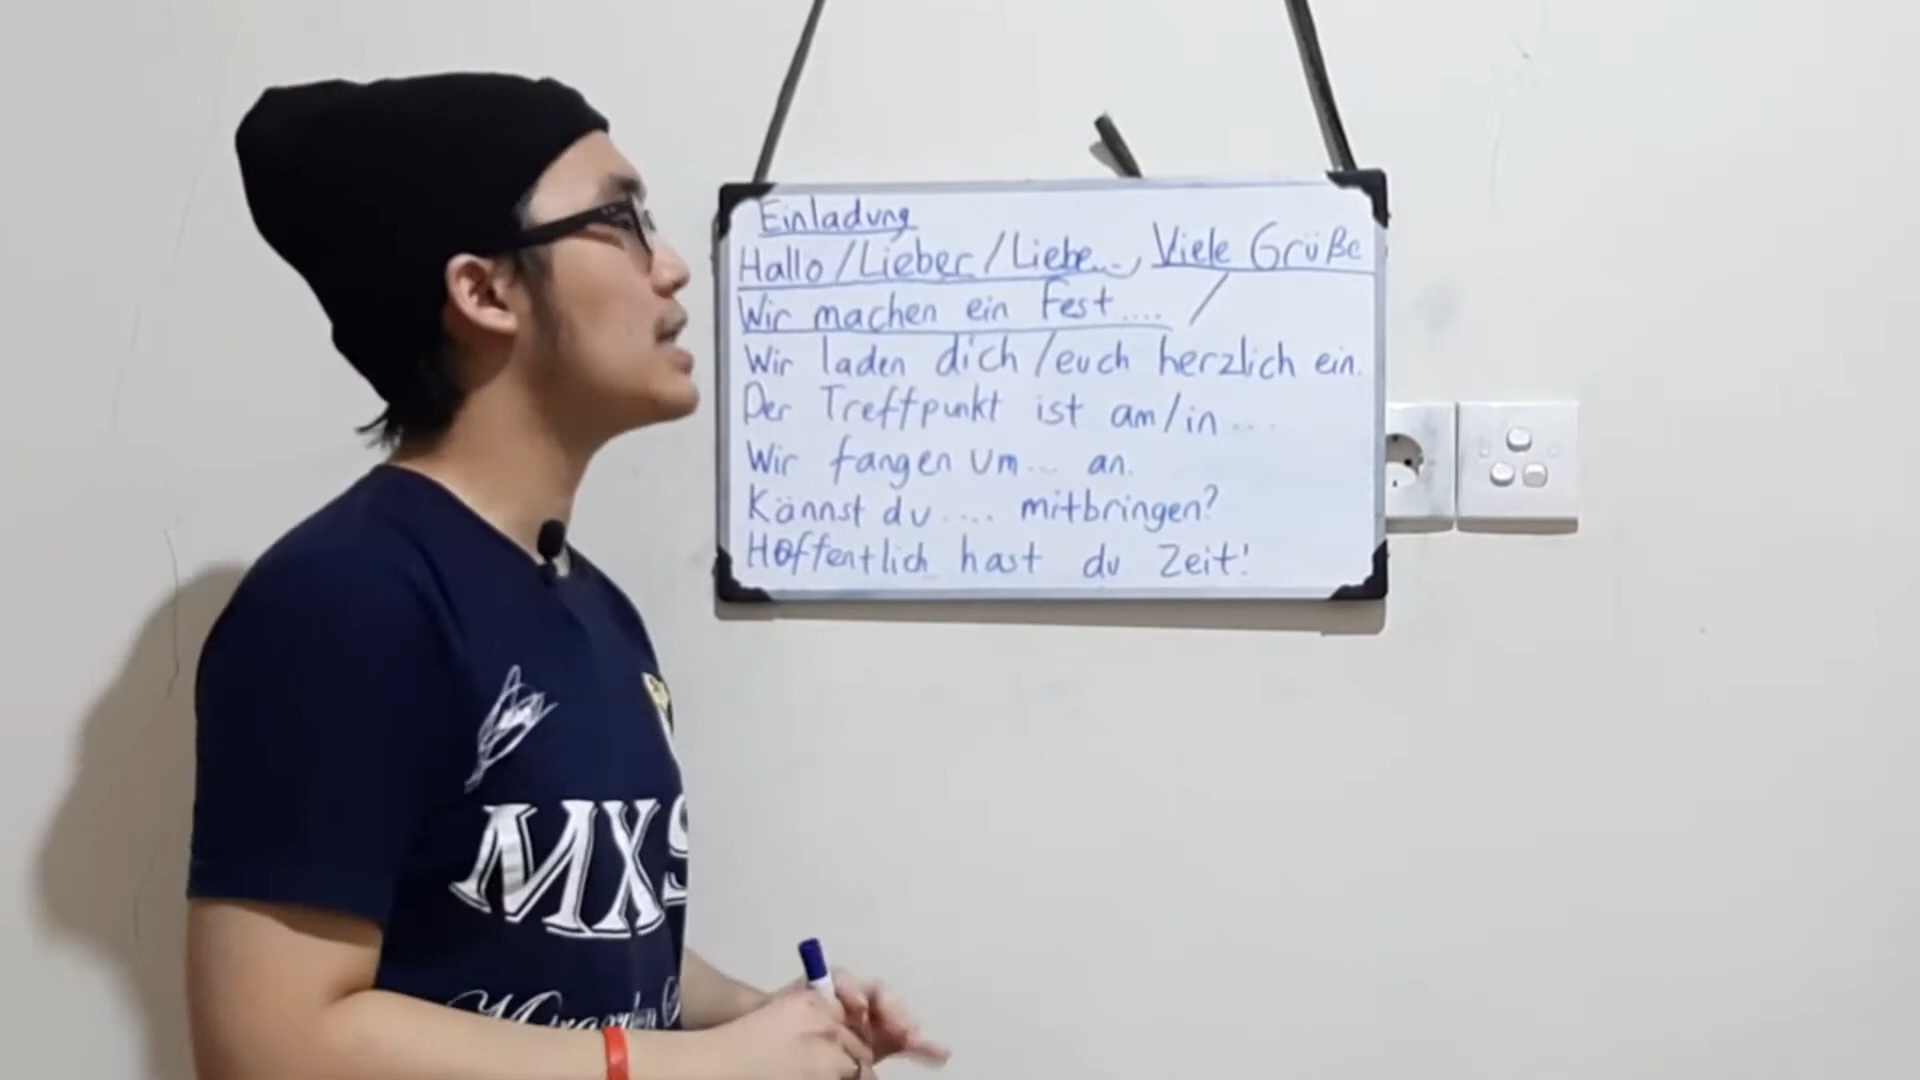 Einladung
Hallo/Lieber/Liebe..., Viele Grüße
Wir machen ein Fest.... /
Wir laden dich/euch herzlich ein.
Der Treffpunkt ist am/in...
Wir fangen um... an.
Kännst du.... mitbringen?
Hoffentlich hast du Zeit!
MXS